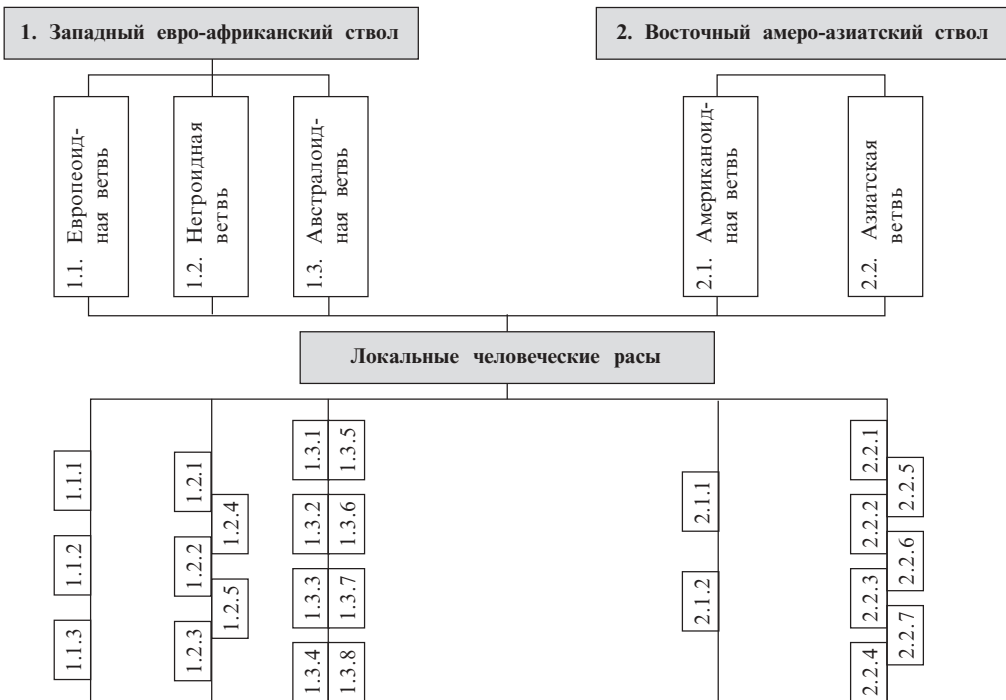 1. Западный евро-африканский ствол
2. Восточный амеро-азиатский ствол
1.1. Европеоид-
ная ветвь
1.2. Негроидная
ветвь
1.3. Австралоид-
ная ветвь
2.1. Американоид-
ная ветвь
2.2. Азиатская
ветвь
Локальные человеческие расы
1.1.1
1.1.2
1.1.3
1.2.1
1.2.2
1.2.3
1.2.4
1.2.5
1.3.1
1.3.2
1.3.3
1.3.4
1.3.5
1.3.6
1.3.7
1.3.8
2.1.1
2.1.2
2.2.1
2.2.2
2.2.3
2.2.4
2.2.5
2.2.6
2.2.7